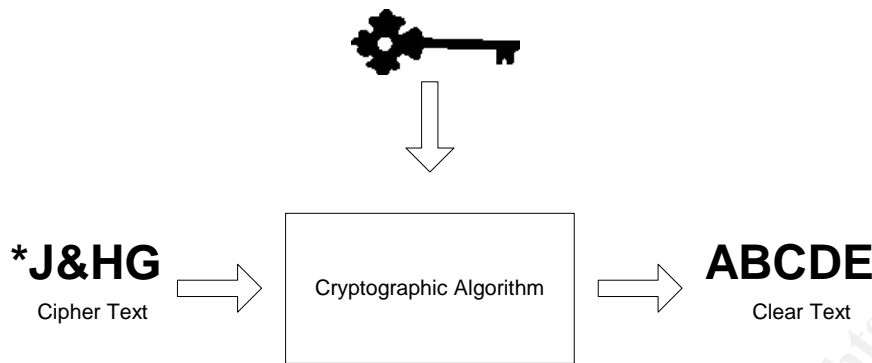 *J&HG
Cipher Text
Cryptographic Algorithm
ABCDE
Clear Text